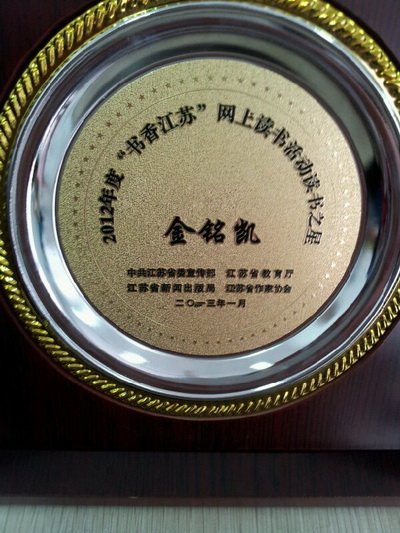 2012年度“书香江苏”网上读书活动读书之星
金铭凯
中共江苏省委宣传部 江苏省教育厅
江苏省新闻出版局 江苏省作家协会
二〇一三年一月